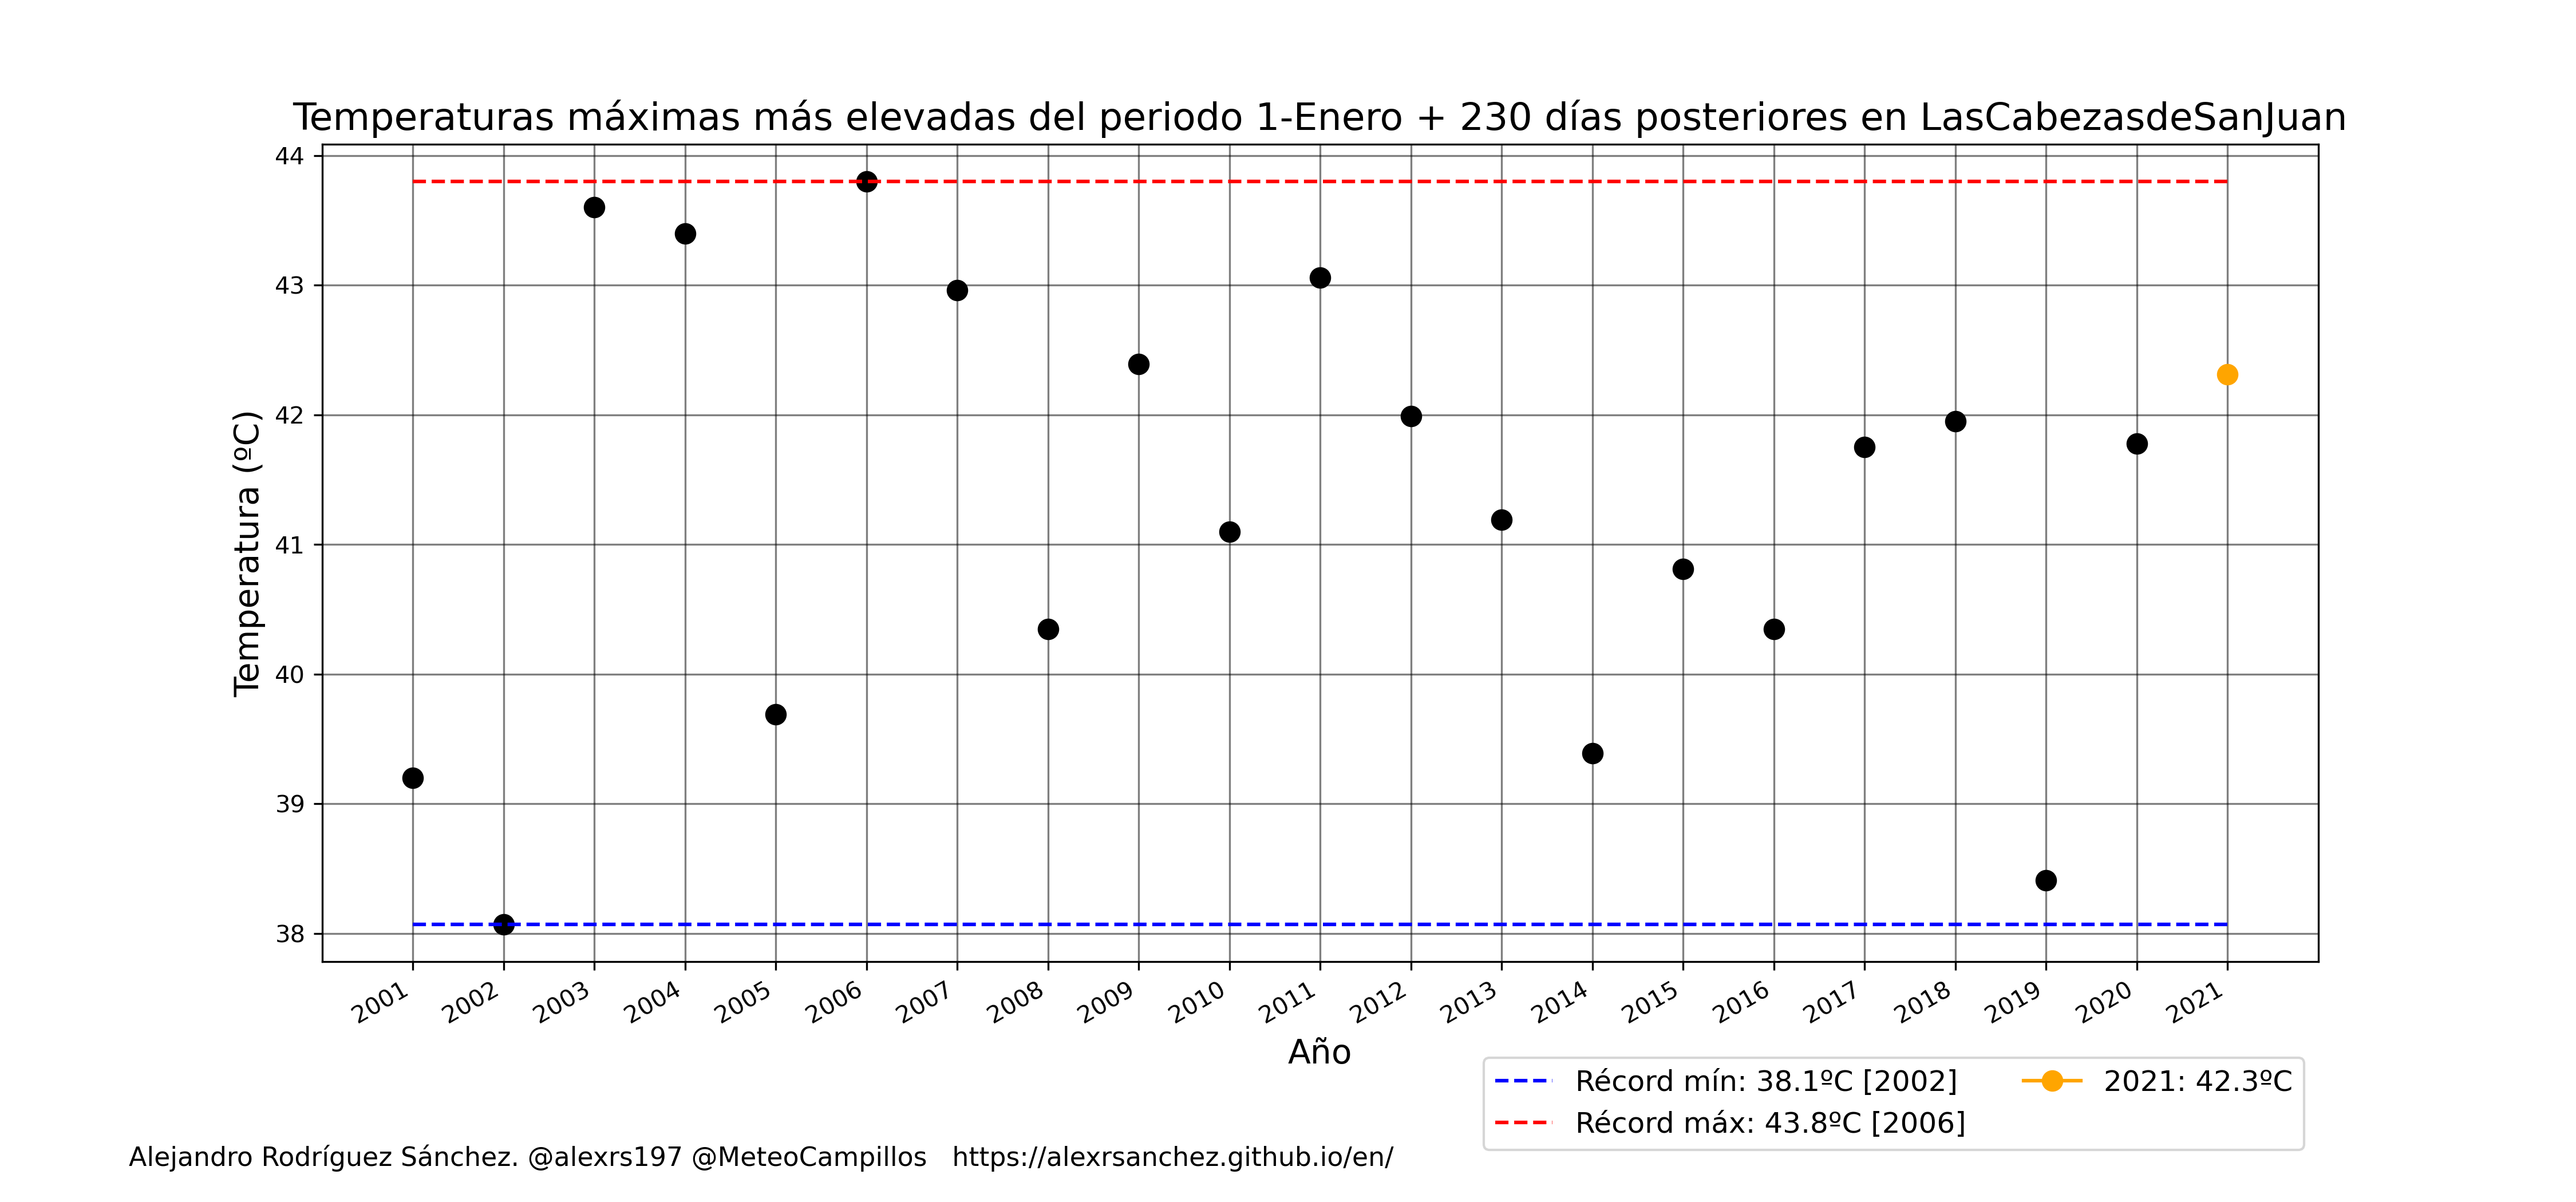 Temperaturas máximas más elevadas del periodo 1-Enero + 230 días posteriores en LasCabezasdeSanJuan
Temperatura (ºC)
44
43
42
41
40
39
38
2001 2002 2003 2004 2005 2006 2007 2008 2009 2010 2011 2012 2013 2014 2015 2016 2017 2018 2019 2020 2021
Año
Récord mín: 38.1ºC [2002]
Récord máx: 43.8ºC [2006]
2021: 42.3ºC
Alejandro Rodríguez Sánchez. @alexrs197 @MeteoCampillos https://alexrsanchez.github.io/en/